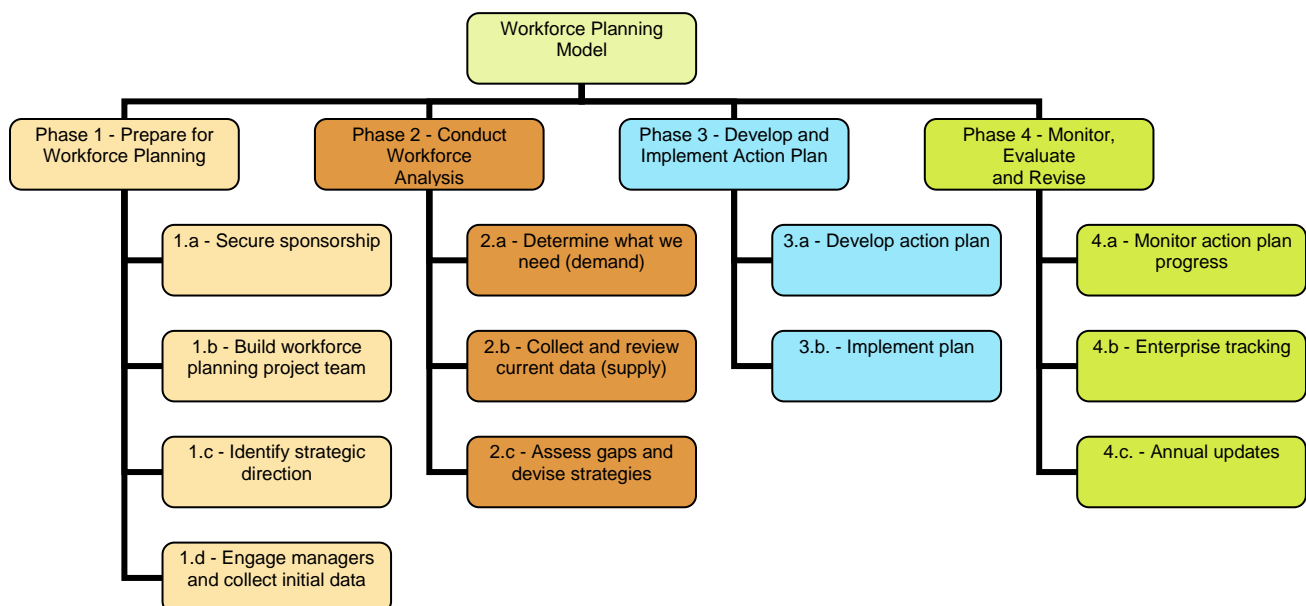 Workforce Planning
Model
Phase 1 - Prepare for
Workforce Planning
Phase 2 - Conduct
Workforce
Analysis
Phase 3 - Develop and
Implement Action Plan
Phase 4 - Monitor,
Evaluate
and Revise
1.a - Secure sponsorship
2.a - Determine what we
need (demand)
3.a - Develop action plan
4.a - Monitor action plan
progress
1.b - Build workforce
planning project team
2.b - Collect and review
current data (supply)
3.b. - Implement plan
4.b - Enterprise tracking
1.c - Identify strategic
direction
2.c - Assess gaps and
devise strategies
4.c. - Annual updates
1.d - Engage managers
and collect initial data